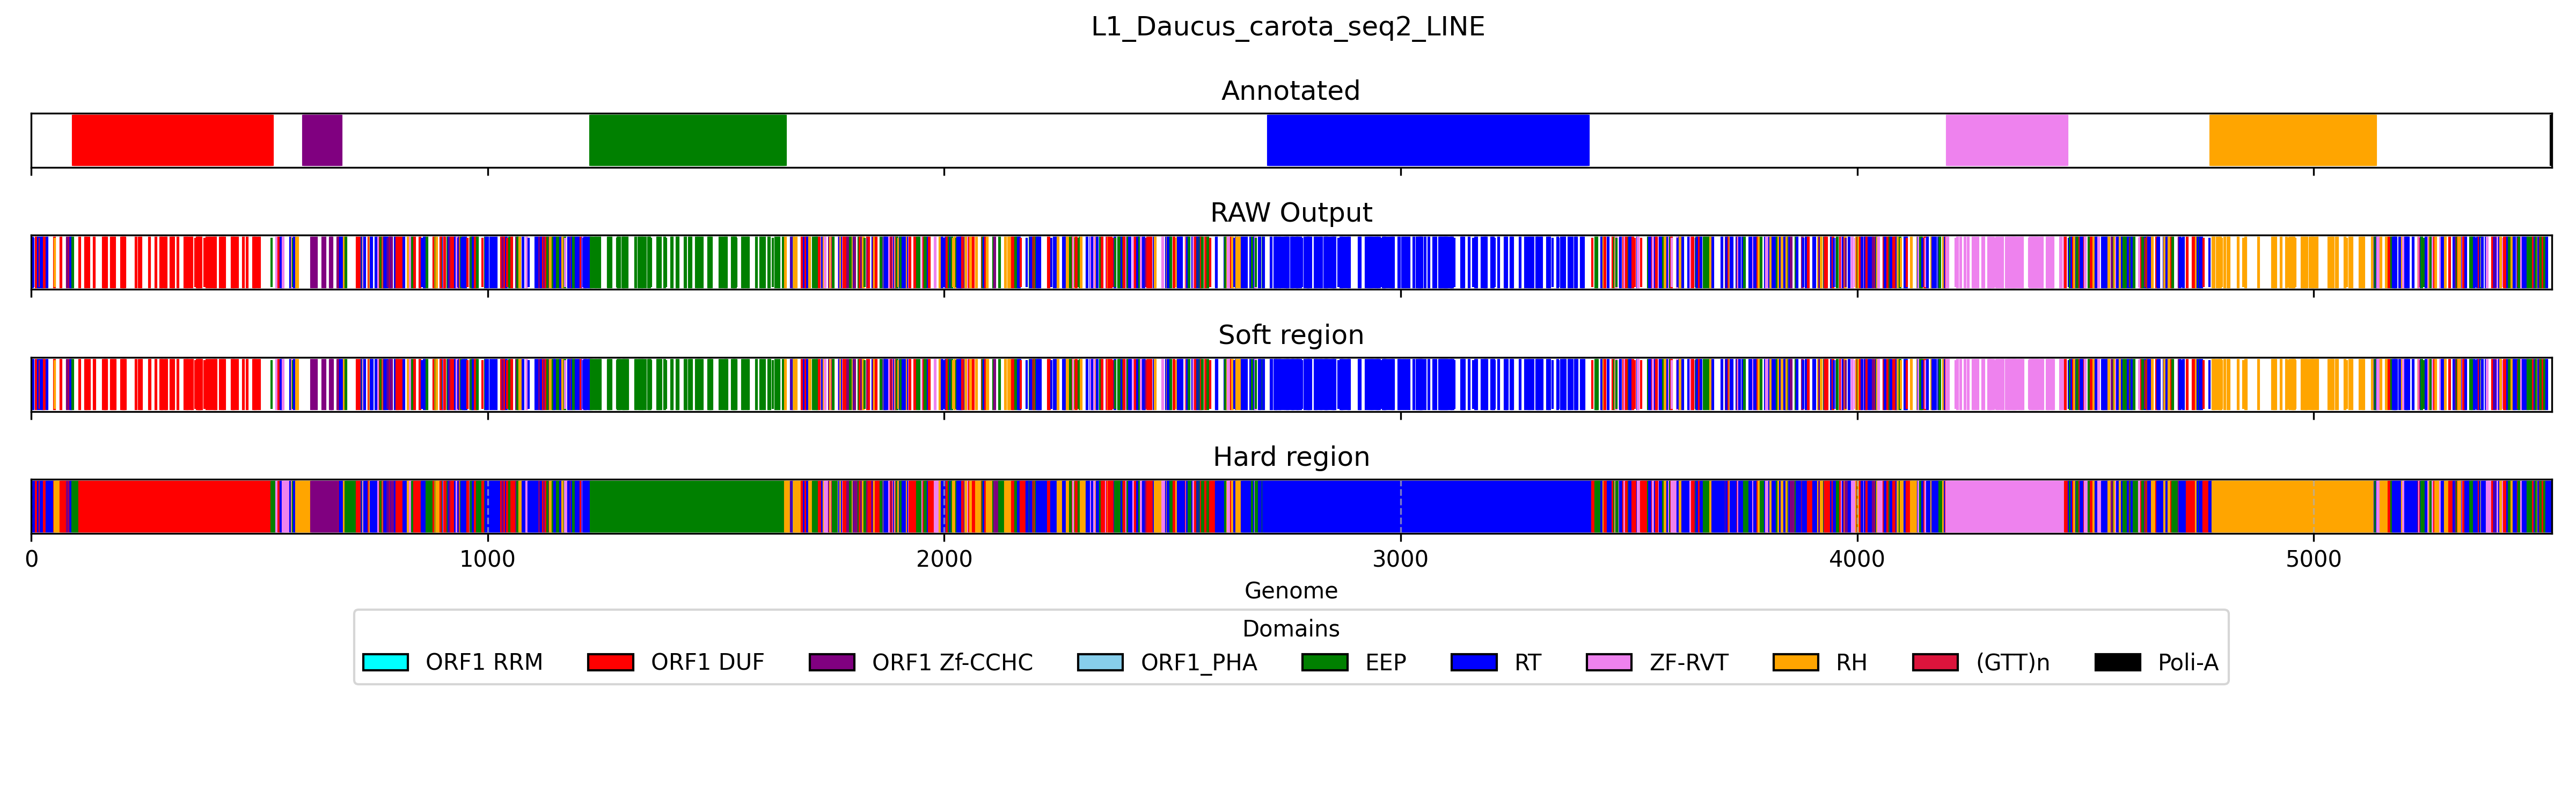 L1_Daucus_carota_seq2_LINE
Annotated
RAW Output
Soft region
Hard region
0 1000 2000 3000 4000 5000
Genome
Domains
ORF1 RRM ORF1 DUF ORF1 Zf-CCHC ORF1_PHA EEP RT ZF-RVT RH (GTT)n Poli-A